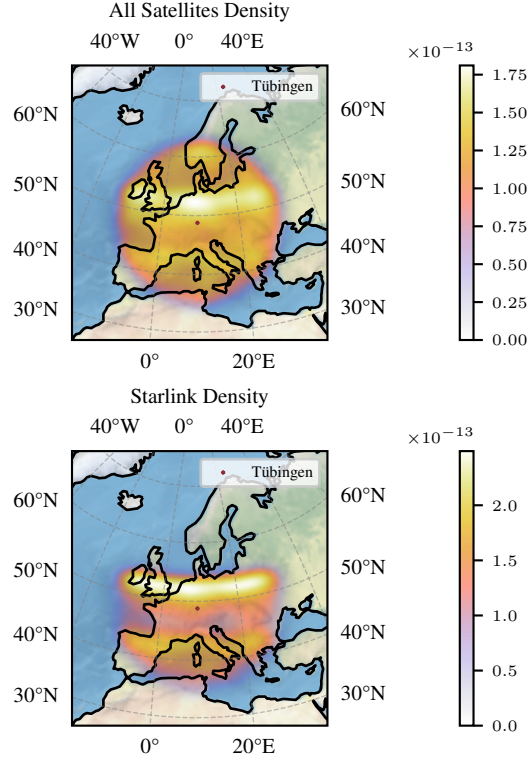 All Satellites Density
40°W 0° 40°E
×10⁻¹³
Tübingen
60°N 60°N 1.75
1.50
50°N 50°N 1.25
1.00
40°N 40°N 0.75
0.50
30°N 30°N 0.25
0.00
0° 20°E
Starlink Density
40°W 0° 40°E
×10⁻¹³
Tübingen
60°N 60°N 2.0
50°N 50°N 1.5
40°N 40°N 1.0
30°N 30°N 0.5
0.0
0° 20°E